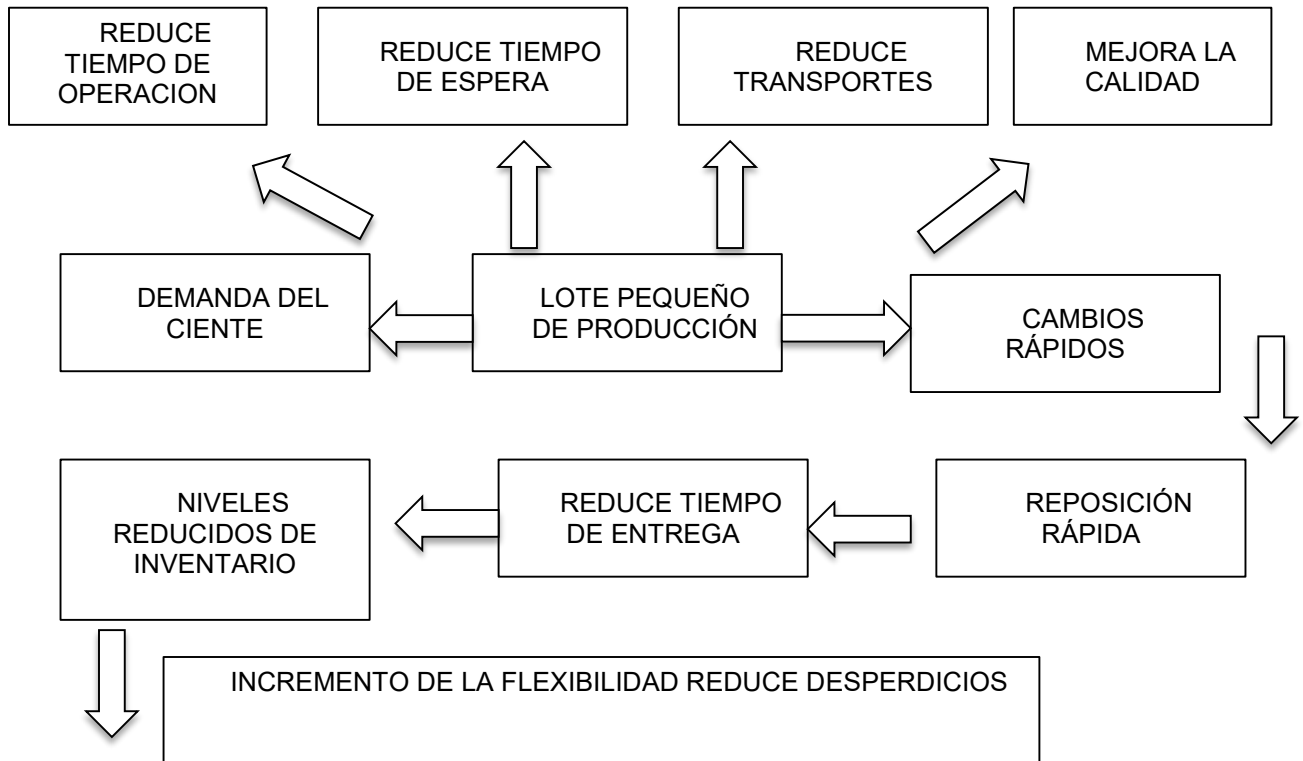 REDUCE
TIEMPO DE
OPERACION
REDUCE TIEMPO
DE ESPERA
REDUCE
TRANSPORTES
MEJORA LA
CALIDAD
DEMANDA DEL
CIENTE
LOTE PEQUEÑO
DE PRODUCCIÓN
CAMBIOS
RÁPIDOS
NIVELES
REDUCIDOS DE
INVENTARIO
REDUCE TIEMPO
DE ENTREGA
REPOSICIÓN
RÁPIDA
INCREMENTO DE LA FLEXIBILIDAD REDUCE DESPERDICIOS